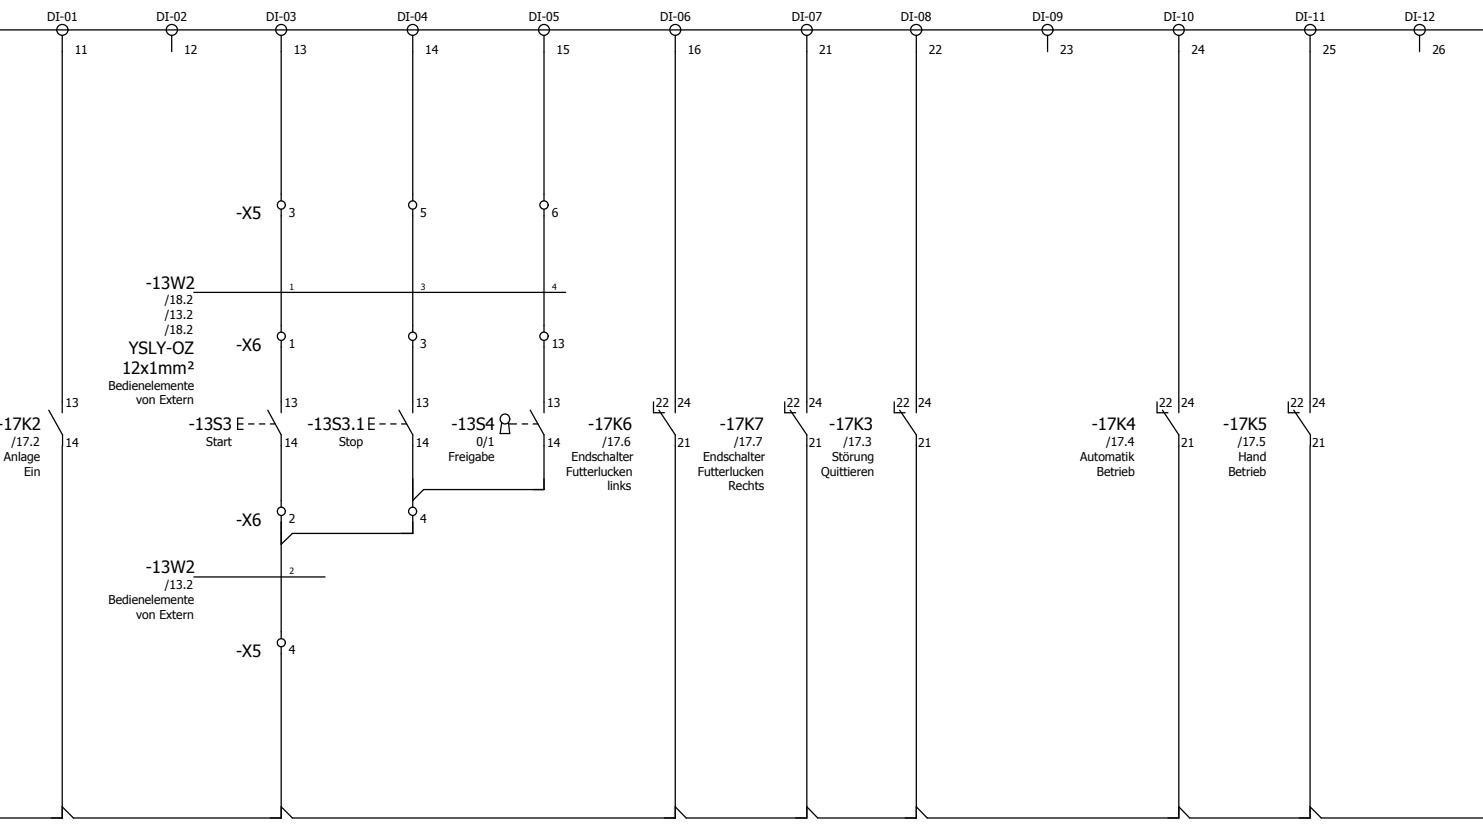 DI-01 DI-02 DI-03 DI-04 DI-05 DI-06 DI-07 DI-08 DI-09 DI-10 DI-11 DI-12
11 12 13 14 15 16 21 22 23 24 25 26
-X5 3 5 6
-13W2 1 3 4
/18.2
/13.2
/18.2
YSLY-OZ
12x1mm²
Bedienelemente
von Extern
-X6 1 3 13
-17K2 13
/17.2 14
Anlage
Ein
-13S3 E 13
Start 14
-13S3.1 E 13
Stop 14
-13S4 13
0/1 14
Freigabe
-17K6 22 24
/17.6 21
Endschalter
Futterlucken
links
-17K7 22 24
/17.7 21
Endschalter
Futterlucken
Rechts
-17K3 22 24
/17.3 21
Störung
Quittieren
-17K4 22 24
/17.4 21
Automatik
Betrieb
-17K5 22 24
/17.5 21
Hand
Betrieb
-X6 2 4
-13W2 2
/13.2
Bedienelemente
von Extern
-X5 4